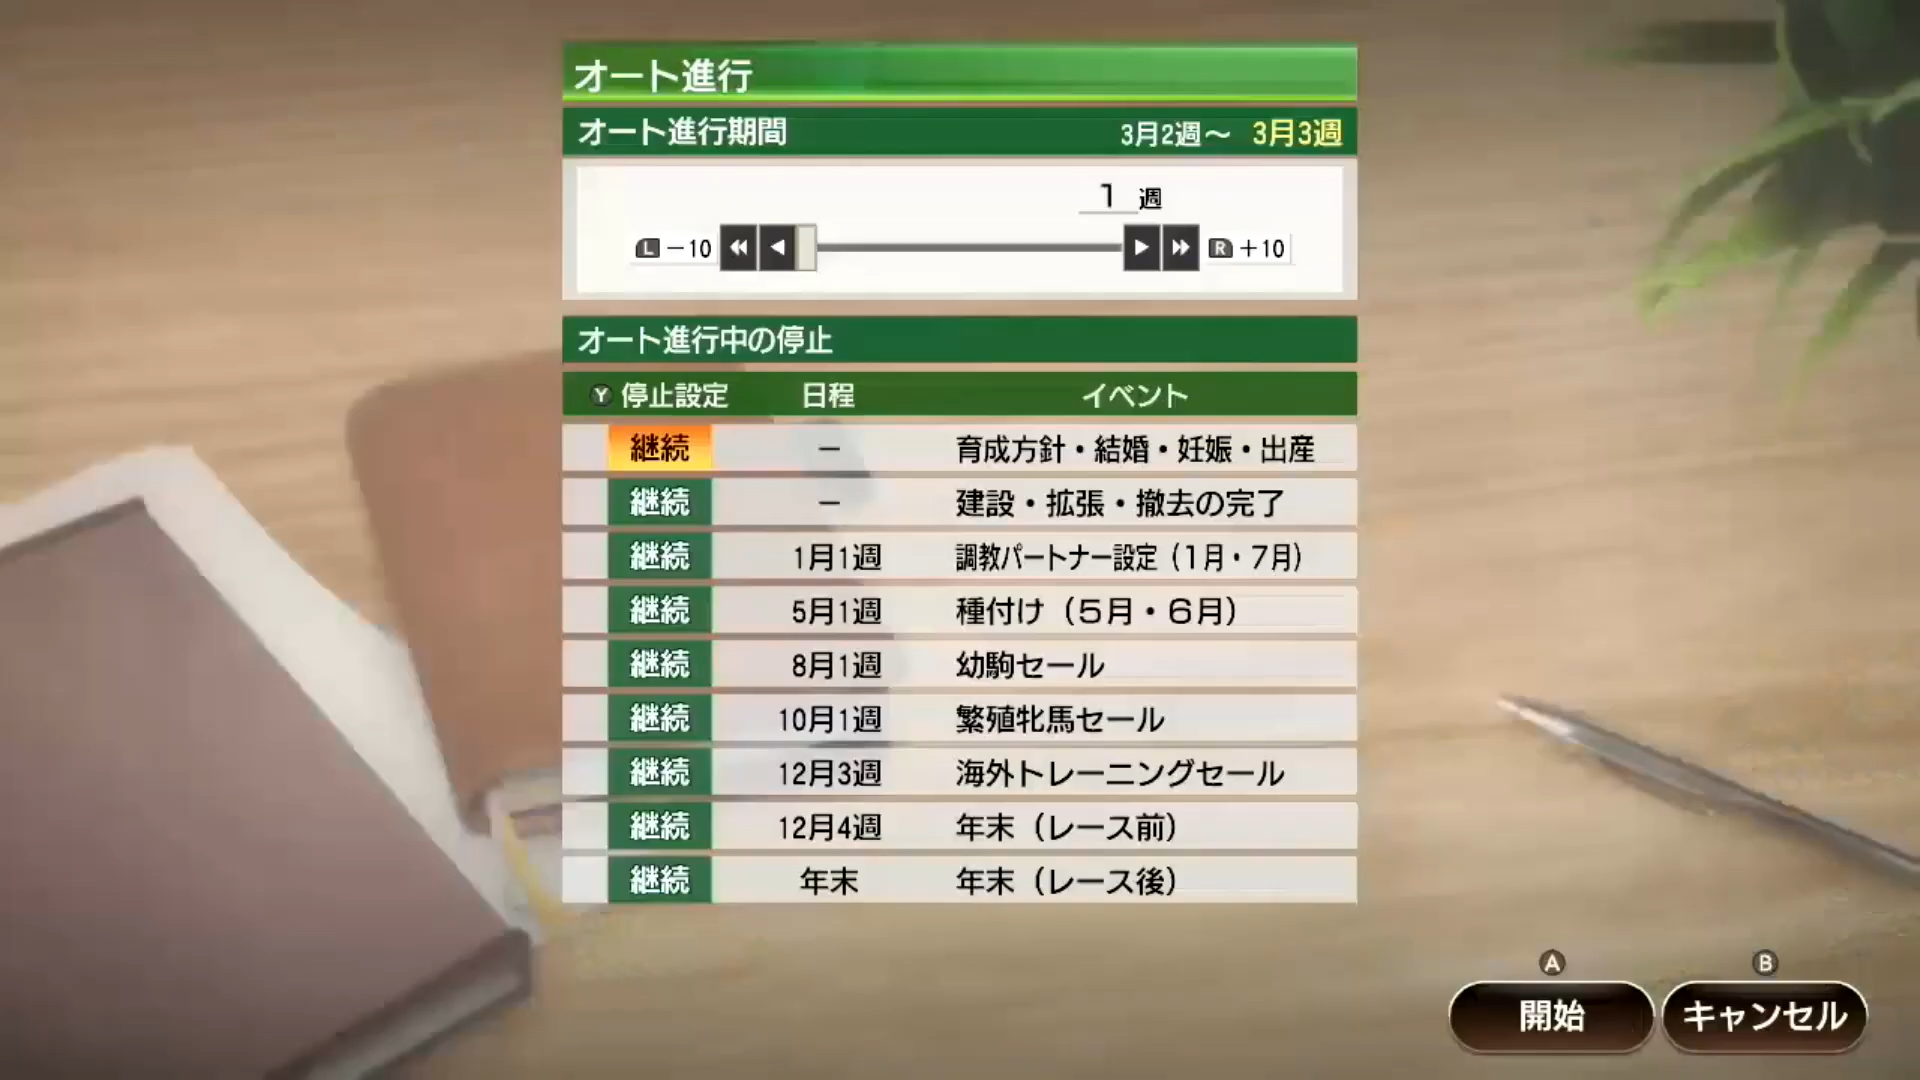 オート進行
オート進行期間 3月2週～ 3月3週
1 週
L －10 R ＋10
オート進行中の停止
Y 停止設定 日程 イベント
継続 － 育成方針・結婚・妊娠・出産
継続 － 建設・拡張・撤去の完了
継続 1月1週 調教パートナー設定（1月・7月）
継続 5月1週 種付け（5月・6月）
継続 8月1週 幼駒セール
継続 10月1週 繁殖牝馬セール
継続 12月3週 海外トレーニングセール
継続 12月4週 年末（レース前）
継続 年末 年末（レース後）
A B
開始 キャンセル